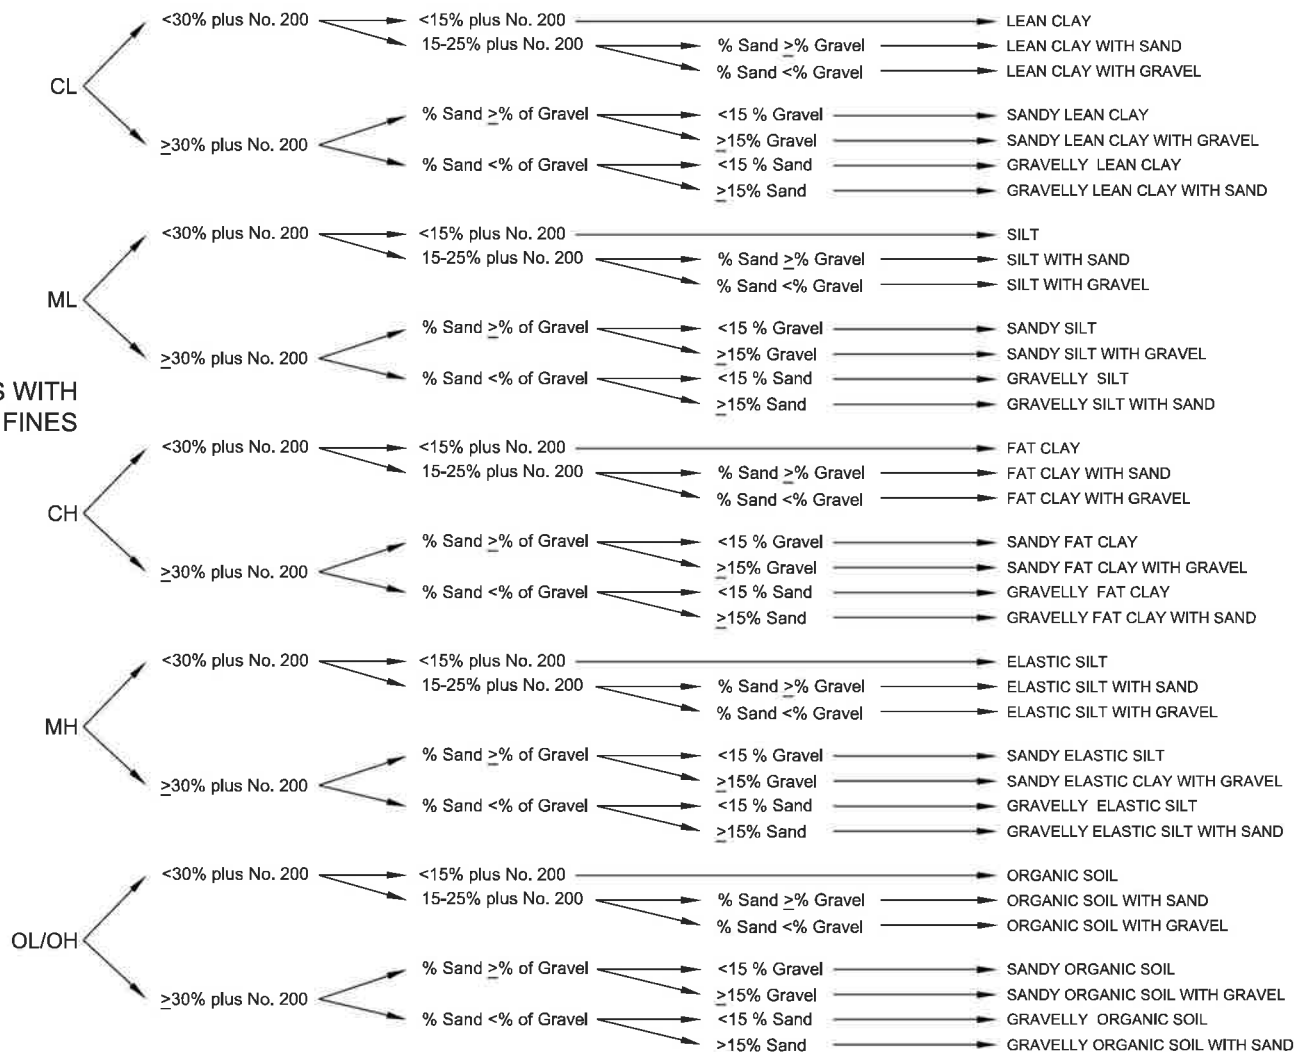 <30% plus No. 200 <15% plus No. 200 LEAN CLAY
15-25% plus No. 200 % Sand ≥% Gravel LEAN CLAY WITH SAND
% Sand <% Gravel LEAN CLAY WITH GRAVEL
CL
% Sand ≥% of Gravel <15 % Gravel SANDY LEAN CLAY
≥30% plus No. 200 ≥15% Gravel SANDY LEAN CLAY WITH GRAVEL
% Sand <% of Gravel <15 % Sand GRAVELLY LEAN CLAY
≥15% Sand GRAVELLY LEAN CLAY WITH SAND
<30% plus No. 200 <15% plus No. 200 SILT
15-25% plus No. 200 % Sand ≥% Gravel SILT WITH SAND
% Sand <% Gravel SILT WITH GRAVEL
ML
% Sand ≥% of Gravel <15 % Gravel SANDY SILT
≥30% plus No. 200 ≥15% Gravel SANDY SILT WITH GRAVEL
% Sand <% of Gravel <15 % Sand GRAVELLY SILT
≥15% Sand GRAVELLY SILT WITH SAND
S WITH
FINES
<30% plus No. 200 <15% plus No. 200 FAT CLAY
15-25% plus No. 200 % Sand ≥% Gravel FAT CLAY WITH SAND
% Sand <% Gravel FAT CLAY WITH GRAVEL
CH
% Sand ≥% of Gravel <15 % Gravel SANDY FAT CLAY
≥30% plus No. 200 ≥15% Gravel SANDY FAT CLAY WITH GRAVEL
% Sand <% of Gravel <15 % Sand GRAVELLY FAT CLAY
≥15% Sand GRAVELLY FAT CLAY WITH SAND
<30% plus No. 200 <15% plus No. 200 ELASTIC SILT
15-25% plus No. 200 % Sand ≥% Gravel ELASTIC SILT WITH SAND
% Sand <% Gravel ELASTIC SILT WITH GRAVEL
MH
% Sand ≥% of Gravel <15 % Gravel SANDY ELASTIC SILT
≥30% plus No. 200 ≥15% Gravel SANDY ELASTIC CLAY WITH GRAVEL
% Sand <% of Gravel <15 % Sand GRAVELLY ELASTIC SILT
≥15% Sand GRAVELLY ELASTIC SILT WITH SAND
<30% plus No. 200 <15% plus No. 200 ORGANIC SOIL
15-25% plus No. 200 % Sand ≥% Gravel ORGANIC SOIL WITH SAND
% Sand <% Gravel ORGANIC SOIL WITH GRAVEL
OL/OH
% Sand ≥% of Gravel <15 % Gravel SANDY ORGANIC SOIL
≥30% plus No. 200 ≥15% Gravel SANDY ORGANIC SOIL WITH GRAVEL
% Sand <% of Gravel <15 % Sand GRAVELLY ORGANIC SOIL
>15% Sand GRAVELLY ORGANIC SOIL WITH SAND